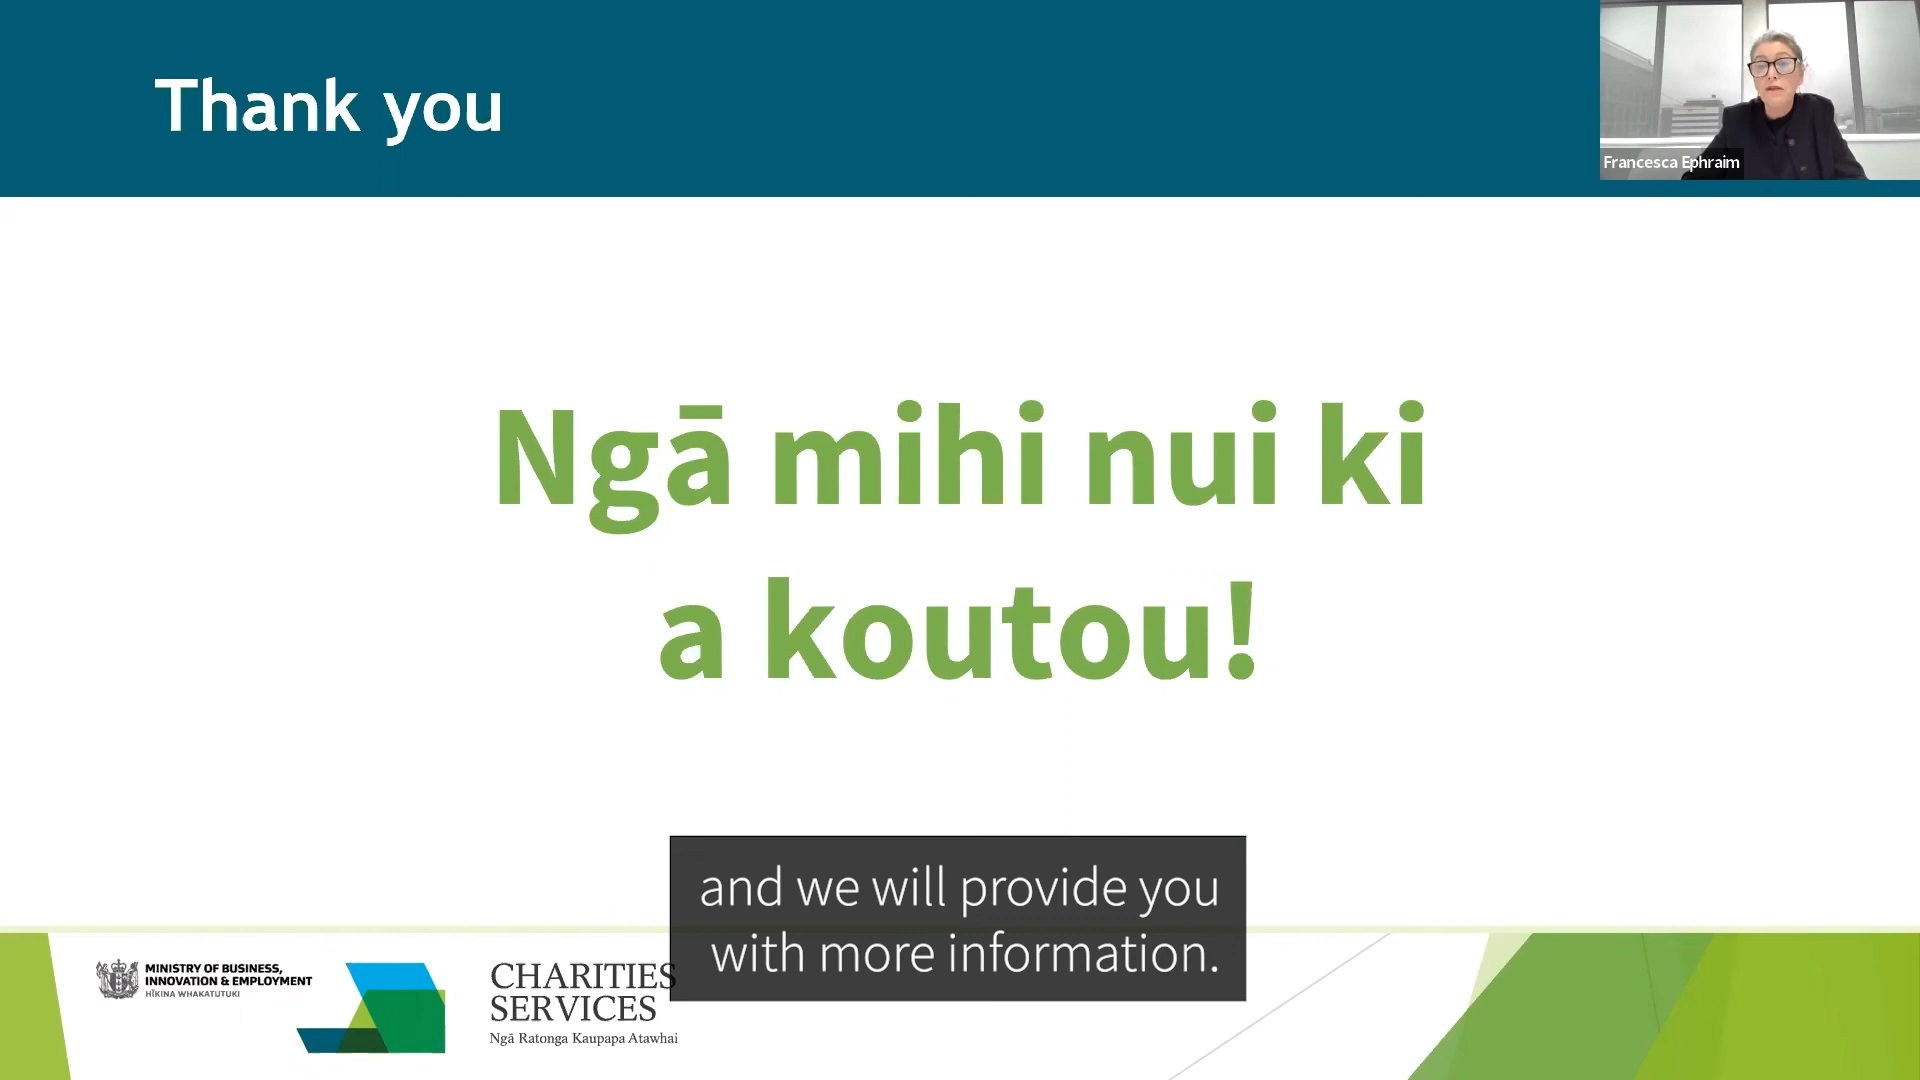 Thank you
Francesca Ephraim
Ngā mihi nui ki
a koutou!
and we will provide you
with more information.
MINISTRY OF BUSINESS,
INNOVATION & EMPLOYMENT
HĪKINA WHAKATUTUKI
CHARITIES
SERVICES
Ngā Ratonga Kaupapa Atawhai